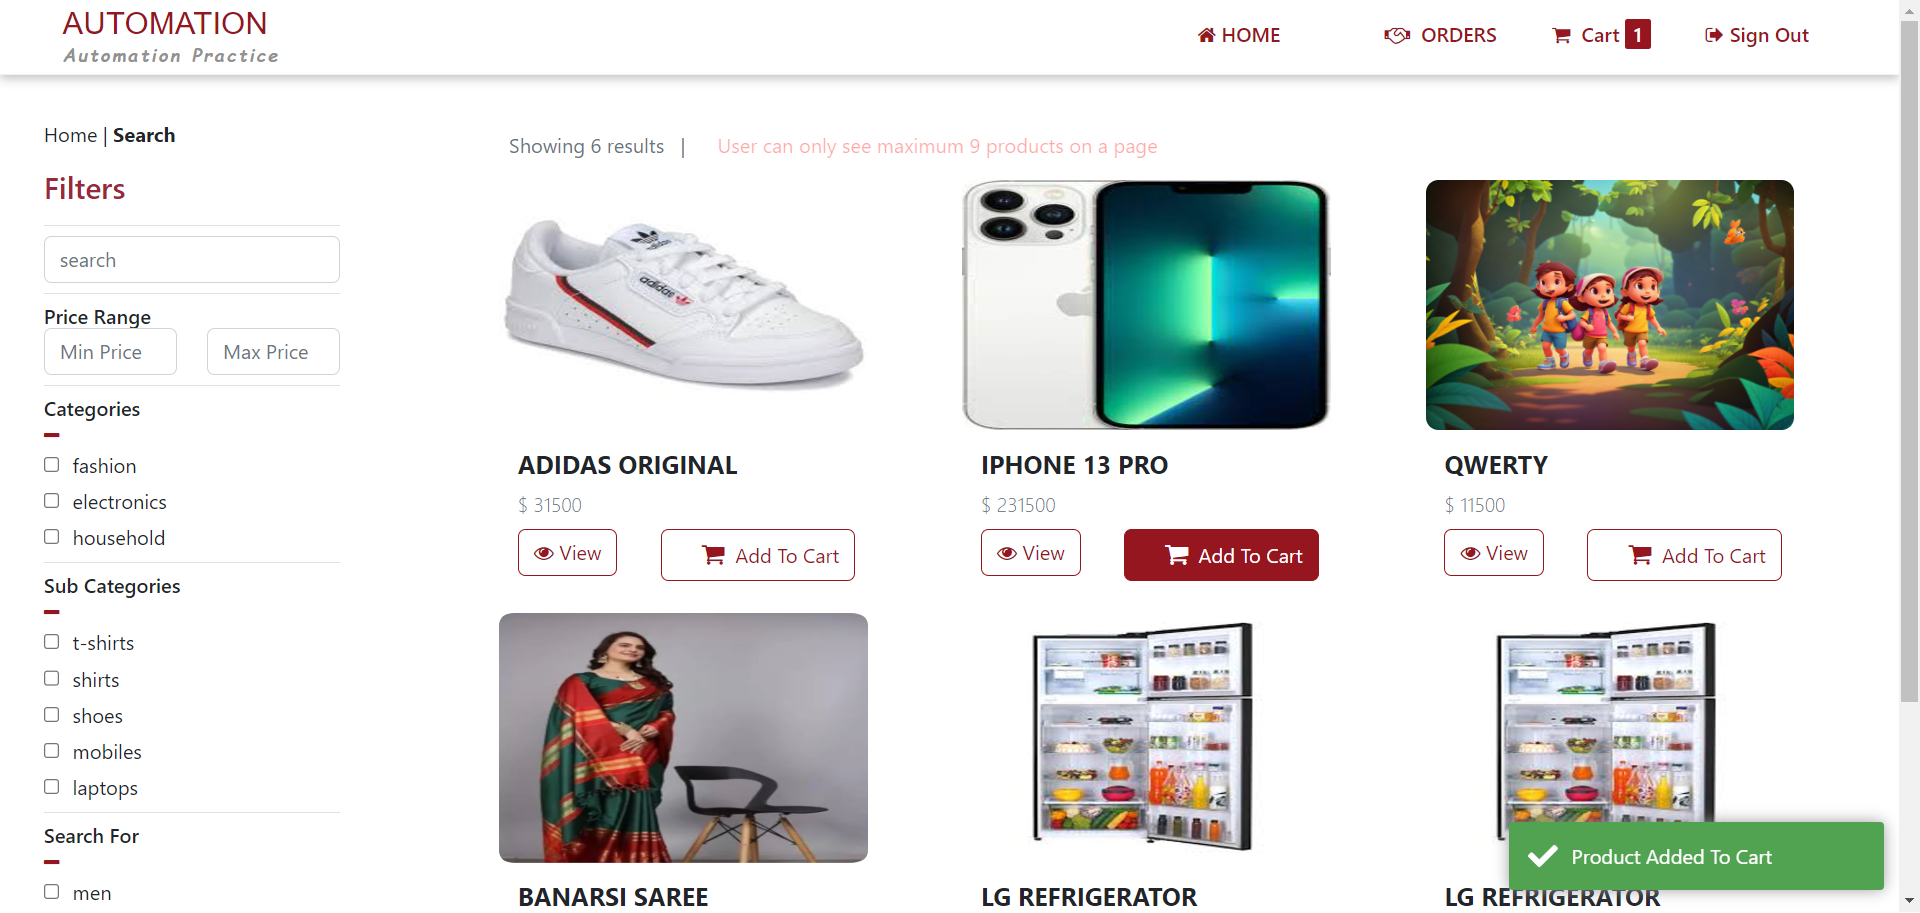 AUTOMATION
Automation Practice
HOME
ORDERS
Cart 1
Sign Out
Home | Search
Filters
search
Price Range
Min Price
Max Price
Categories
fashion
electronics
household
Sub Categories
t-shirts
shirts
shoes
mobiles
laptops
Search For
men
Showing 6 results |
User can only see maximum 9 products on a page
adidas
adidas
ADIDAS ORIGINAL
$ 31500
View
Add To Cart
IPHONE 13 PRO
$ 231500
View
Add To Cart
QWERTY
$ 11500
View
Add To Cart
BANARSI SAREE
LG REFRIGERATOR
LG REFRIGERATOR
Product Added To Cart